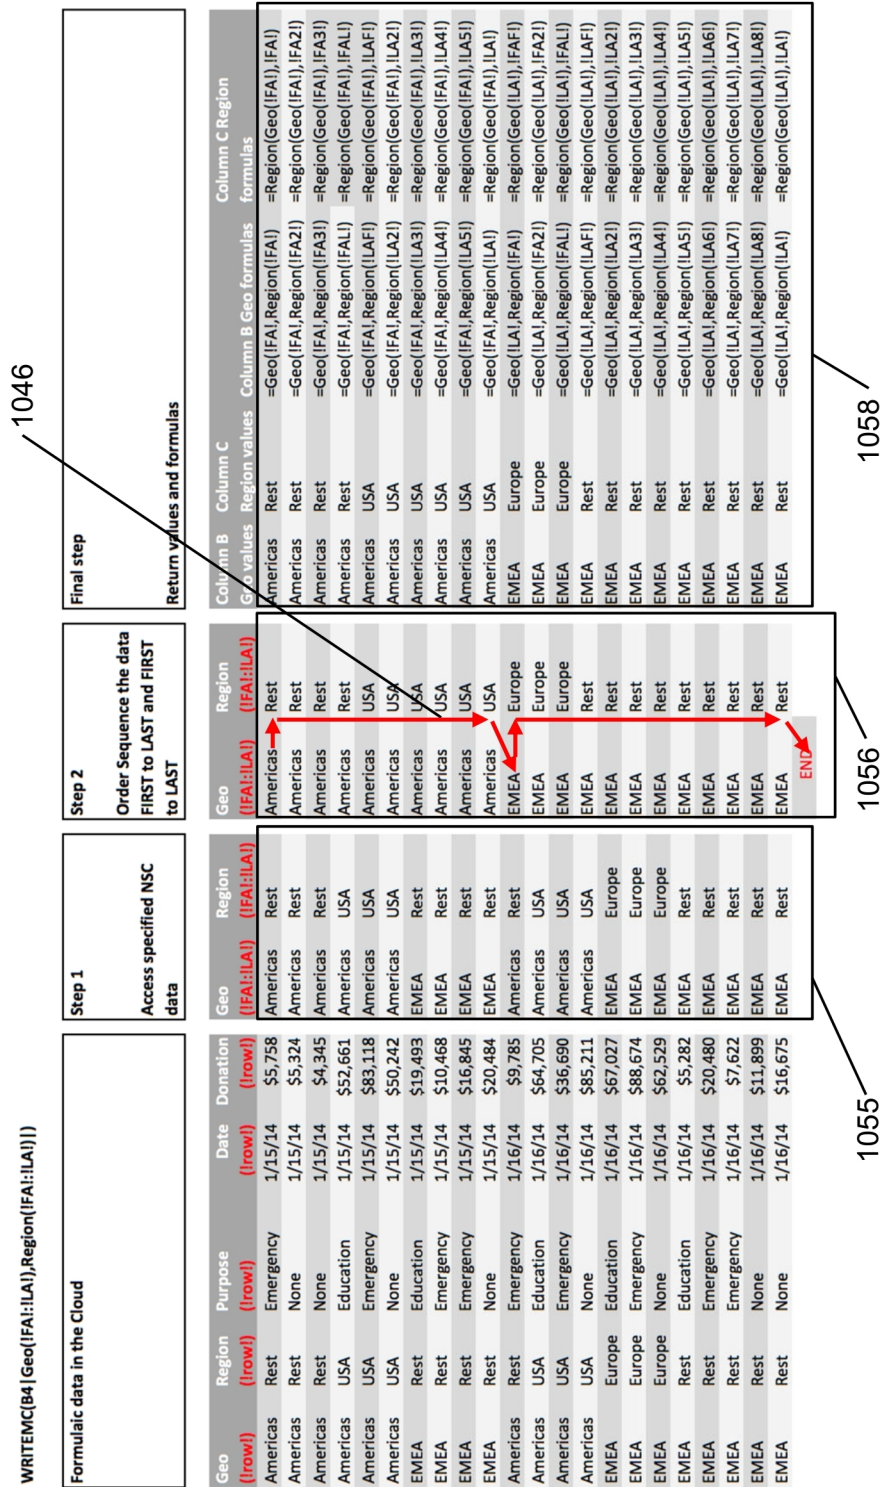 1046
WRITEMC(B4|Geo(!FA!:!LA!),Region(!FA!:!LA!)|)
Formulaic data in the Cloud
Step 1
Access specified NSC
data
Step 2
Order Sequence the data
FIRST to LAST and FIRST
to LAST
Final step
Return values and formulas
Geo Region Purpose Date Donation Geo Region Geo Region Column B Column C Column C Region
(!row!) (!row!) (!row!) (!row!) (!row!) (!FA!:!LA!) (!FA!:!LA!) (!FA!:!LA!) (!FA!:!LA!) Geo values Region values Column B Geo formulas formulas
Americas Rest Emergency 1/15/14 $5,758 Americas Rest Americas Rest Americas Rest =Geo(!FA!,Region(!FA!) =Region(Geo(!FA!),!FA!)
Americas Rest None 1/15/14 $5,324 Americas Rest Americas Rest Americas Rest =Geo(!FA!,Region(!FA2!) =Region(Geo(!FA!),!FA2!)
Americas Rest None 1/15/14 $4,345 Americas Rest Americas Rest Americas Rest =Geo(!FA!,Region(!FA3!) =Region(Geo(!FA!),!FA3!)
Americas USA Education 1/15/14 $52,661 Americas USA Americas Rest Americas Rest =Geo(!FA!,Region(!FAL!) =Region(Geo(!FA!),!FAL!)
Americas USA Emergency 1/15/14 $83,118 Americas USA Americas USA Americas USA =Geo(!FA!,Region(!LAF!) =Region(Geo(!FA!),!LAF!)
Americas USA None 1/15/14 $50,242 Americas USA Americas USA Americas USA =Geo(!FA!,Region(!LA2!) =Region(Geo(!FA!),!LA2!)
EMEA Rest Education 1/15/14 $19,493 EMEA Rest Americas USA Americas USA =Geo(!FA!,Region(!LA3!) =Region(Geo(!FA!),!LA3!)
EMEA Rest Emergency 1/15/14 $10,468 EMEA Rest Americas USA Americas USA =Geo(!FA!,Region(!LA4!) =Region(Geo(!FA!),!LA4!)
EMEA Rest Emergency 1/15/14 $16,845 EMEA Rest Americas USA Americas USA =Geo(!FA!,Region(!LA5!) =Region(Geo(!FA!),!LA5!)
EMEA Rest None 1/15/14 $20,484 EMEA Rest Americas USA Americas USA =Geo(!FA!,Region(!LA!) =Region(Geo(!FA!),!LA!)
Americas Rest Emergency 1/16/14 $9,785 Americas Rest EMEA Europe EMEA Europe =Geo(!LA!,Region(!FA!) =Region(Geo(!LA!),!FAF!)
Americas USA Education 1/16/14 $64,705 Americas USA EMEA Europe EMEA Europe =Geo(!LA!,Region(!FA2!) =Region(Geo(!LA!),!FA2!)
Americas USA Emergency 1/16/14 $36,690 Americas USA EMEA Europe EMEA Europe =Geo(!LA!,Region(!FAL!) =Region(Geo(!LA!),!FAL!)
Americas USA None 1/16/14 $85,211 Americas USA EMEA Rest EMEA Rest =Geo(!LA!,Region(!LAF!) =Region(Geo(!LA!),!LAF!)
EMEA Europe Education 1/16/14 $67,027 EMEA Europe EMEA Rest EMEA Rest =Geo(!LA!,Region(!LA2!) =Region(Geo(!LA!),!LA2!)
EMEA Europe Emergency 1/16/14 $88,674 EMEA Europe EMEA Rest EMEA Rest =Geo(!LA!,Region(!LA3!) =Region(Geo(!LA!),!LA3!)
EMEA Europe None 1/16/14 $62,529 EMEA Europe EMEA Rest EMEA Rest =Geo(!LA!,Region(!LA4!) =Region(Geo(!LA!),!LA4!)
EMEA Rest Education 1/16/14 $5,282 EMEA Rest EMEA Rest EMEA Rest =Geo(!LA!,Region(!LA5!) =Region(Geo(!LA!),!LA5!)
EMEA Rest Emergency 1/16/14 $20,480 EMEA Rest EMEA Rest EMEA Rest =Geo(!LA!,Region(!LA6!) =Region(Geo(!LA!),!LA6!)
EMEA Rest Emergency 1/16/14 $7,622 EMEA Rest EMEA Rest EMEA Rest =Geo(!LA!,Region(!LA7!) =Region(Geo(!LA!),!LA7!)
EMEA Rest None 1/16/14 $11,899 EMEA Rest EMEA Rest EMEA Rest =Geo(!LA!,Region(!LA8!) =Region(Geo(!LA!),!LA8!)
EMEA Rest None 1/16/14 $16,675 EMEA Rest EMEA Rest EMEA Rest =Geo(!LA!,Region(!LA!) =Region(Geo(!LA!),!LA!)
END
1055
1056
1058